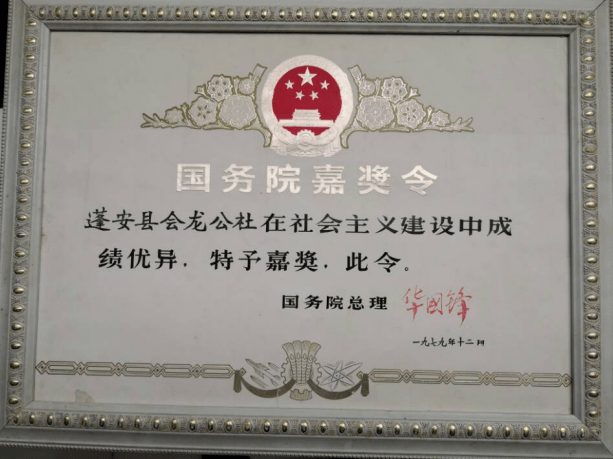 国务院嘉奖令
蓬安县会龙公社在社会主义建设中成
绩优异，特予嘉奖，此令。
国务院总理 华国锋
一九七九年十二月